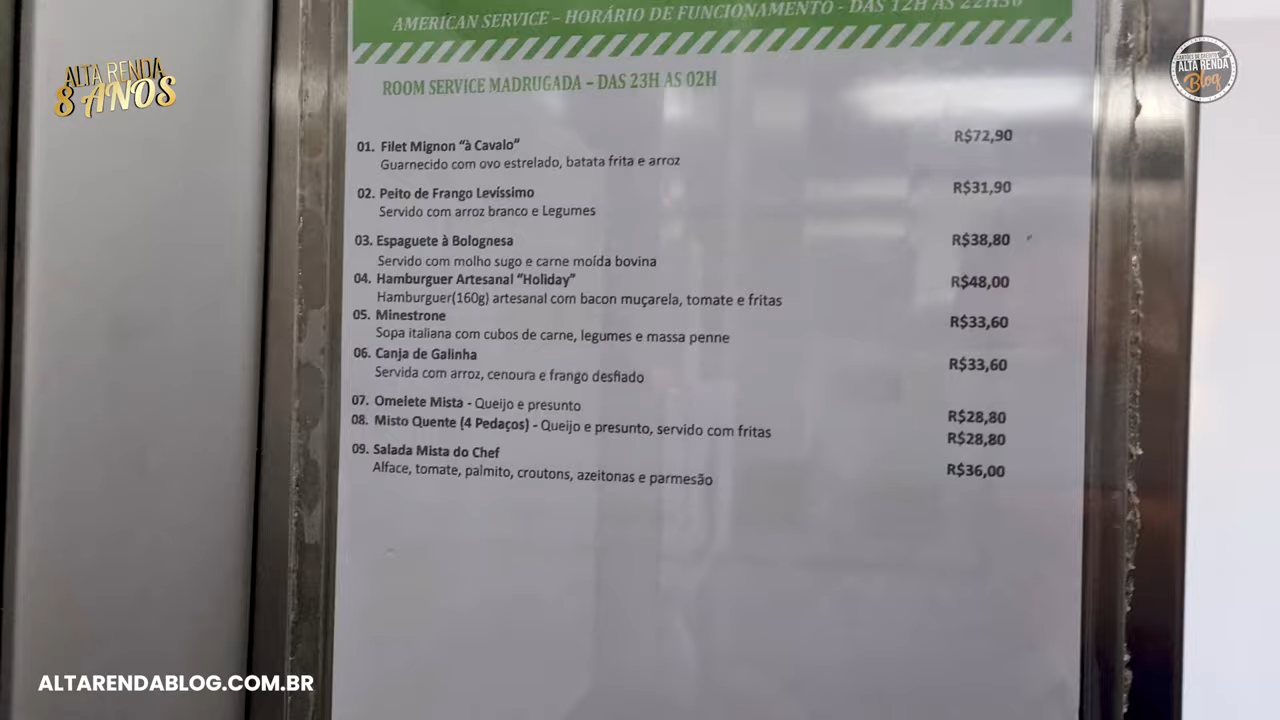 AMERICAN SERVICE – HORÁRIO DE FUNCIONAMENTO - DAS 12H AS 22H30
ROOM SERVICE MADRUGADA – DAS 23H AS 02H
01. Filet Mignon “à Cavalo” R$72,90
Guarnecido com ovo estrelado, batata frita e arroz
02. Peito de Frango Levíssimo R$31,90
Servido com arroz branco e Legumes
03. Espaguete à Bolognesa R$38,80
Servido com molho sugo e carne moída bovina
04. Hamburguer Artesanal “Holiday” R$48,00
Hamburguer(160g) artesanal com bacon muçarela, tomate e fritas
05. Minestrone R$33,60
Sopa italiana com cubos de carne, legumes e massa penne
06. Canja de Galinha R$33,60
Servida com arroz, cenoura e frango desfiado
07. Omelete Mista - Queijo e presunto R$28,80
08. Misto Quente (4 Pedaços) - Queijo e presunto, servido com fritas R$28,80
09. Salada Mista do Chef R$36,00
Alface, tomate, palmito, croutons, azeitonas e parmesão
ALTA RENDA
8 ANOS
CARTÕES DE CRÉDITO
ALTA RENDA
Blog
ALTARENDABLOG.COM.BR